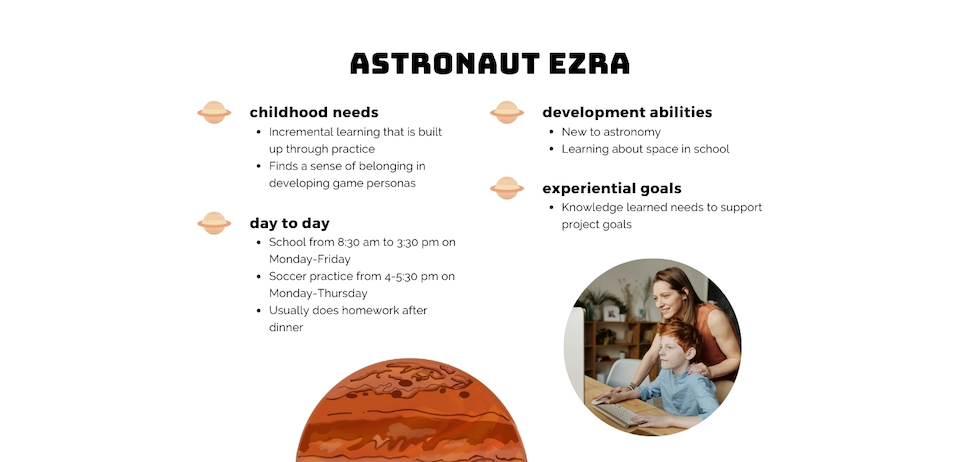 ASTRONAUT EZRA
childhood needs
• Incremental learning that is built
up through practice
• Finds a sense of belonging in
developing game personas
day to day
• School from 8:30 am to 3:30 pm on
Monday-Friday
• Soccer practice from 4-5:30 pm on
Monday-Thursday
• Usually does homework after
dinner
development abilities
• New to astronomy
• Learning about space in school
experiential goals
• Knowledge learned needs to support
project goals